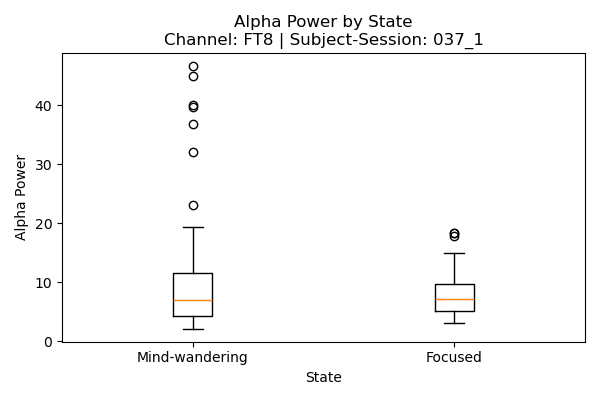 Alpha Power by State
Channel: FT8 | Subject-Session: 037_1
Alpha Power
40
30
20
10
0
Mind-wandering
Focused
State